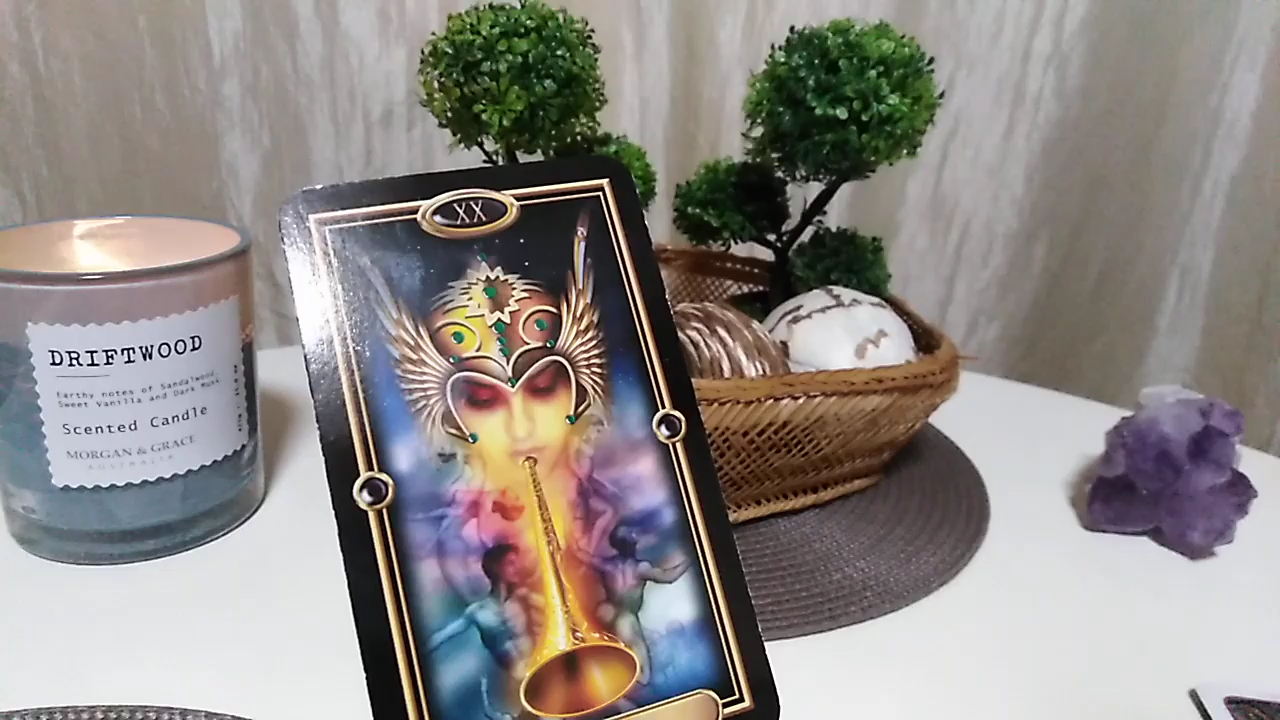 XX
DRIFTWOOD
Earthy notes of Sandalwood,
Sweet Vanilla and Dark Musk
Scented Candle
MORGAN & GRACE
AUSTRALIA